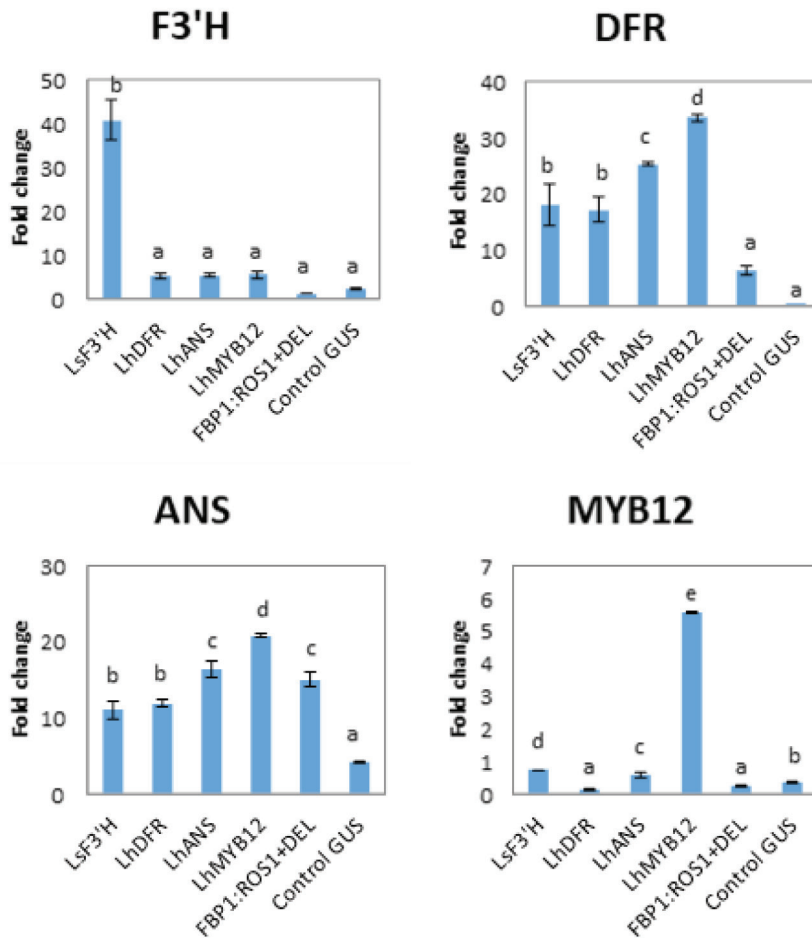 F3'H
Fold change
50
40
30
20
10
0
b
a
a
a
a
a
LsF3'H
LhDFR
LhANS
LhMYB12
FBP1:ROS1+DEL
Control GUS
DFR
Fold change
40
30
20
10
0
b
b
c
d
a
a
LsF3'H
LhDFR
LhANS
LhMYB12
FBP1:ROS1+DEL
Control GUS
ANS
Fold change
30
20
10
0
b
b
c
d
c
a
LsF3'H
LhDFR
LhANS
LhMYB12
FBP1:ROS1+DEL
Control GUS
MYB12
Fold change
7
6
5
4
3
2
1
0
d
a
c
e
a
b
LsF3'H
LhDFR
LhANS
LhMYB12
FBP1:ROS1+DEL
Control GUS